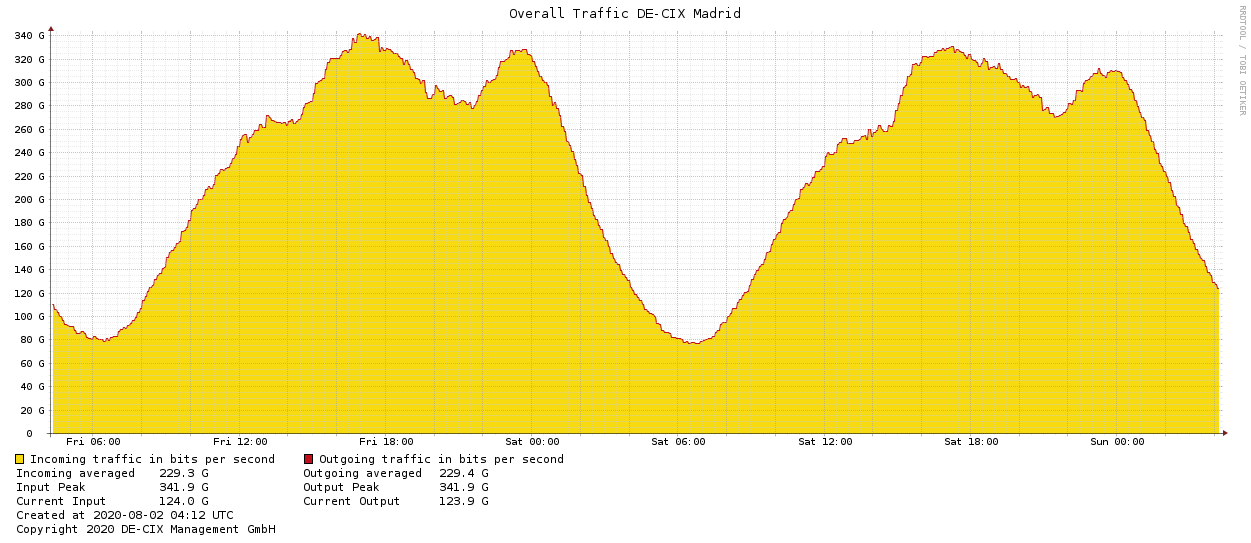 Overall Traffic DE-CIX Madrid
RRDTOOL / TOBI OETIKER
340 G
320 G
300 G
280 G
260 G
240 G
220 G
200 G
180 G
160 G
140 G
120 G
100 G
80 G
60 G
40 G
20 G
0
Fri 06:00 Fri 12:00 Fri 18:00 Sat 00:00 Sat 06:00 Sat 12:00 Sat 18:00 Sun 00:00
Incoming traffic in bits per second Outgoing traffic in bits per second
Incoming averaged 229.3 G Outgoing averaged 229.4 G
Input Peak 341.9 G Output Peak 341.9 G
Current Input 124.0 G Current Output 123.9 G
Created at 2020-08-02 04:12 UTC
Copyright 2020 DE-CIX Management GmbH